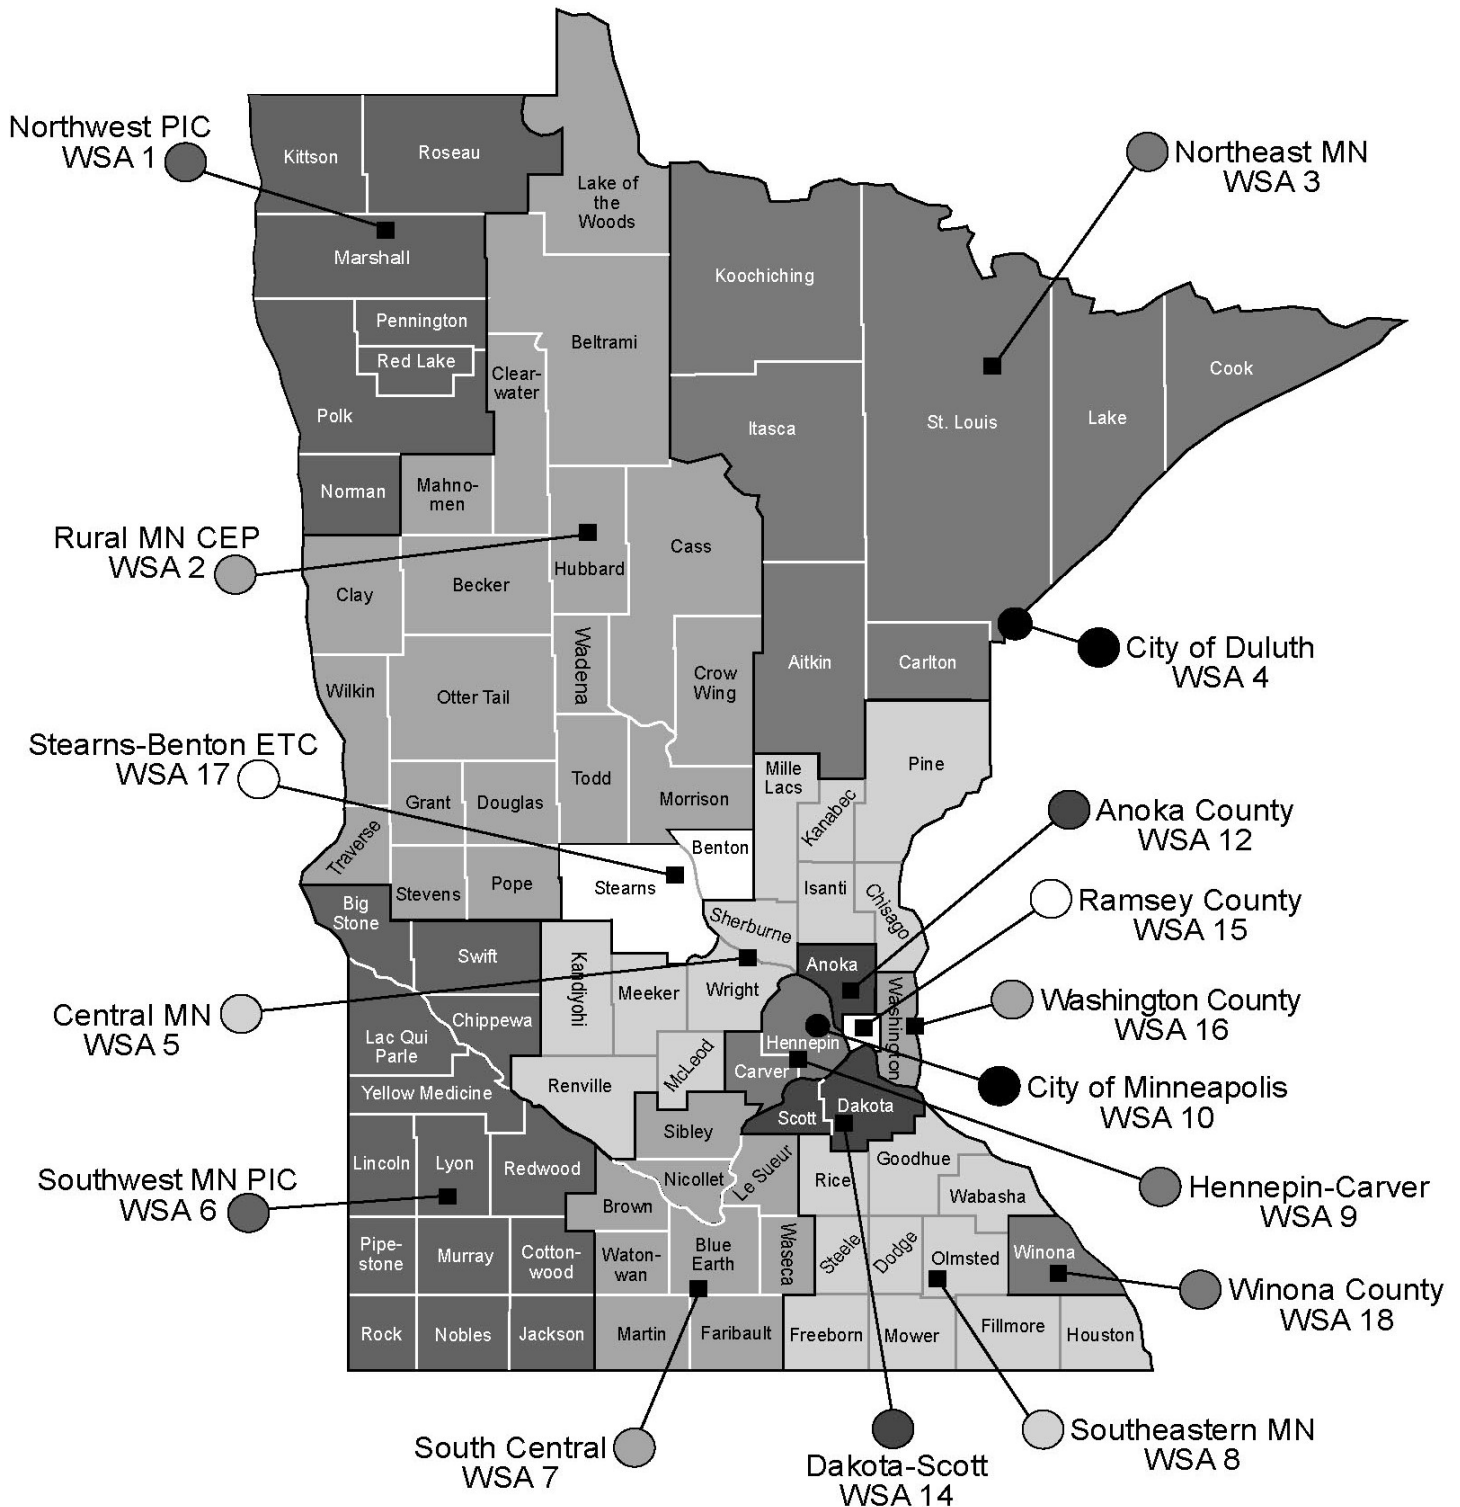 Northwest PIC
WSA 1
Kittson
Roseau
Lake of
the
Woods
Northeast MN
WSA 3
Marshall
Koochiching
Pennington
Red Lake
Beltrami
Clear-
water
Polk
Itasca
St. Louis
Lake
Cook
Norman
Mahno-
men
Rural MN CEP
WSA 2
Hubbard
Cass
Clay
Becker
Wadena
Crow
Wing
Aitkin
Carlton
City of Duluth
WSA 4
Wilkin
Otter Tail
Stearns-Benton ETC
WSA 17
Grant
Douglas
Todd
Morrison
Mille
Lacs
Kanabec
Pine
Anoka County
WSA 12
Traverse
Stevens
Pope
Stearns
Benton
Isanti
Chisago
Ramsey County
WSA 15
Big
Stone
Swift
Kandiyohi
Meeker
Sherburne
Wright
Anoka
Washington
Washington County
WSA 16
Central MN
WSA 5
Lac Qui
Parle
Chippewa
Yellow Medicine
Renville
McLeod
Hennepin
Carver
Scott
Dakota
City of Minneapolis
WSA 10
Lincoln
Lyon
Redwood
Sibley
Nicollet
Brown
Le Sueur
Rice
Goodhue
Wabasha
Hennepin-Carver
WSA 9
Southwest MN PIC
WSA 6
Pipe-
stone
Murray
Cotton-
wood
Waton-
wan
Blue
Earth
Waseca
Steele
Dodge
Olmsted
Winona
Winona County
WSA 18
Rock
Nobles
Jackson
Martin
Faribault
Freeborn
Mower
Fillmore
Houston
South Central
WSA 7
Dakota-Scott
WSA 14
Southeastern MN
WSA 8